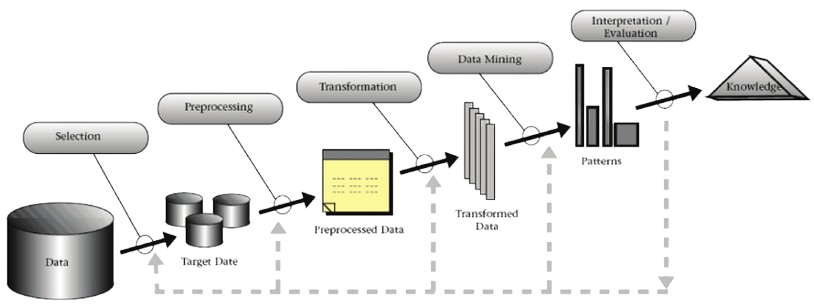 Interpretation /
Evaluation
Data Mining
Transformation
Preprocessing
Selection
Knowledge
Patterns
Transformed
Data
Preprocessed Data
Target Date
Data